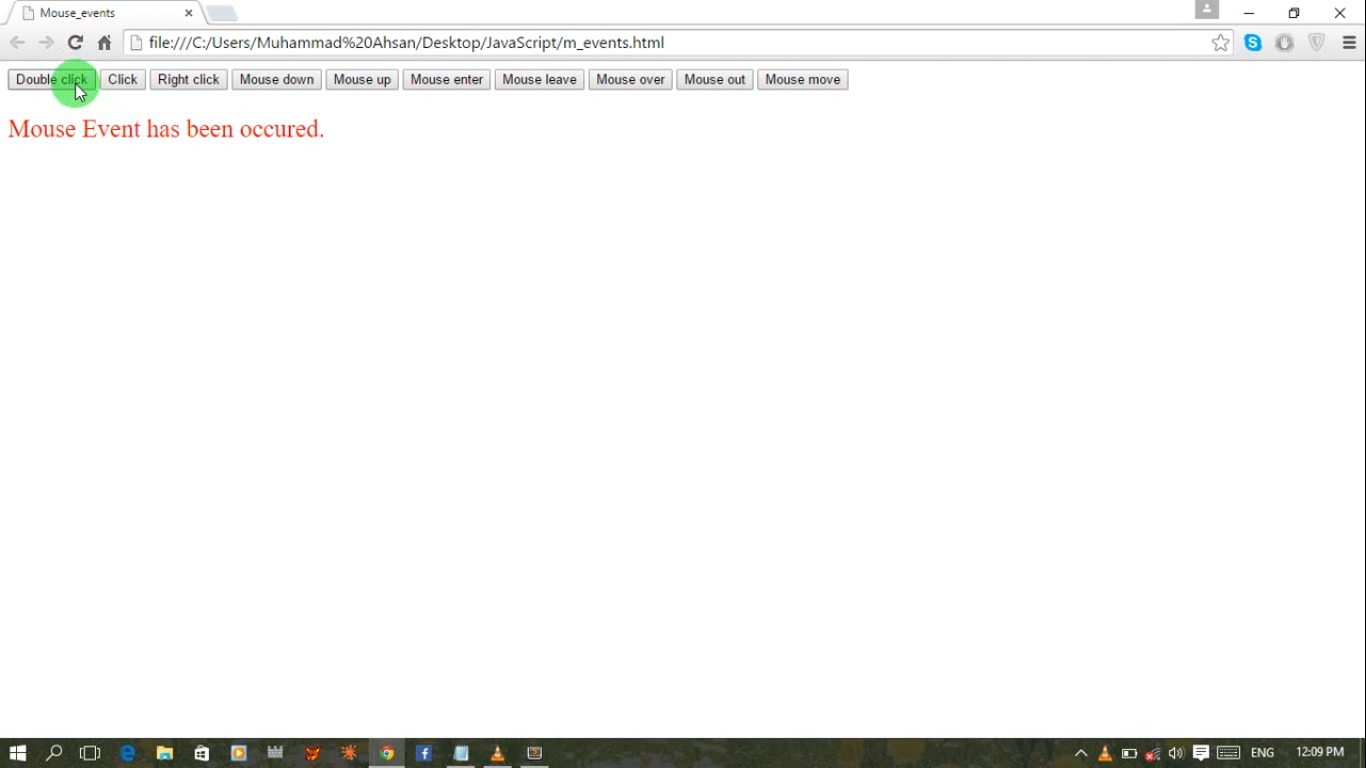 Mouse_events
file:///C:/Users/Muhammad%20Ahsan/Desktop/JavaScript/m_events.html
Double click Click Right click Mouse down Mouse up Mouse enter Mouse leave Mouse over Mouse out Mouse move
Mouse Event has been occured.
ENG 12:09 PM